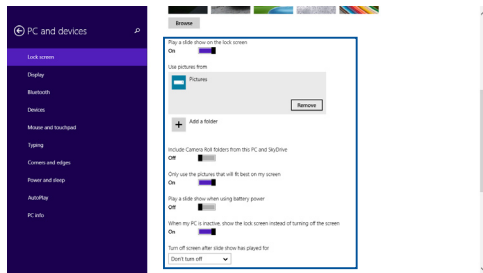 PC and devices
Lock screen
Display
Bluetooth
Devices
Mouse and touchpad
Typing
Corners and edges
Power and sleep
AutoPlay
PC info
Browse
Play a slide show on the lock screen
On
Use pictures from
Pictures
Remove
Add a folder
Include Camera Roll folders from this PC and SkyDrive
Off
Only use the pictures that will fit best on my screen
On
Play a slide show when using battery power
Off
When my PC is inactive, show the lock screen instead of turning off the screen
On
Turn off screen after slide show has played for
Don't turn off